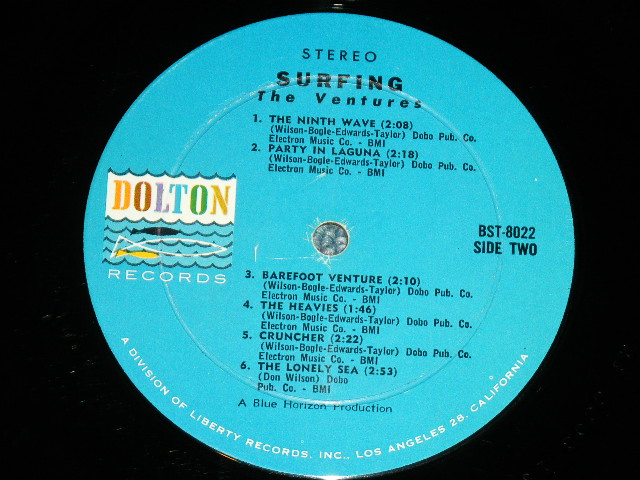 STEREO
SURFING
The Ventures
1. THE NINTH WAVE (2:08)
(Wilson-Bogle-Edwards-Taylor) Dobo Pub. Co.
Electron Music Co. - BMI
2. PARTY IN LAGUNA (2:18)
(Wilson-Bogle-Edwards-Taylor) Dobo Pub. Co.
Electron Music Co. - BMI
DOLTON
RECORDS
BST-8022
SIDE TWO
3. BAREFOOT VENTURE (2:10)
(Wilson-Bogle-Edwards-Taylor) Dobo Pub. Co.
Electron Music Co. - BMI
4. THE HEAVIES (1:46)
(Wilson-Bogle-Edwards-Taylor) Dobo Pub. Co.
Electron Music Co. - BMI
5. CRUNCHER (2:22)
(Wilson-Bogle-Edwards-Taylor) Dobo Pub. Co.
Electron Music Co. - BMI
6. THE LONELY SEA (2:53)
(Don Wilson) Dobo
Pub. Co. - BMI
A Blue Horizon Production
A DIVISION OF LIBERTY RECORDS, INC., LOS ANGELES 28, CALIFORNIA